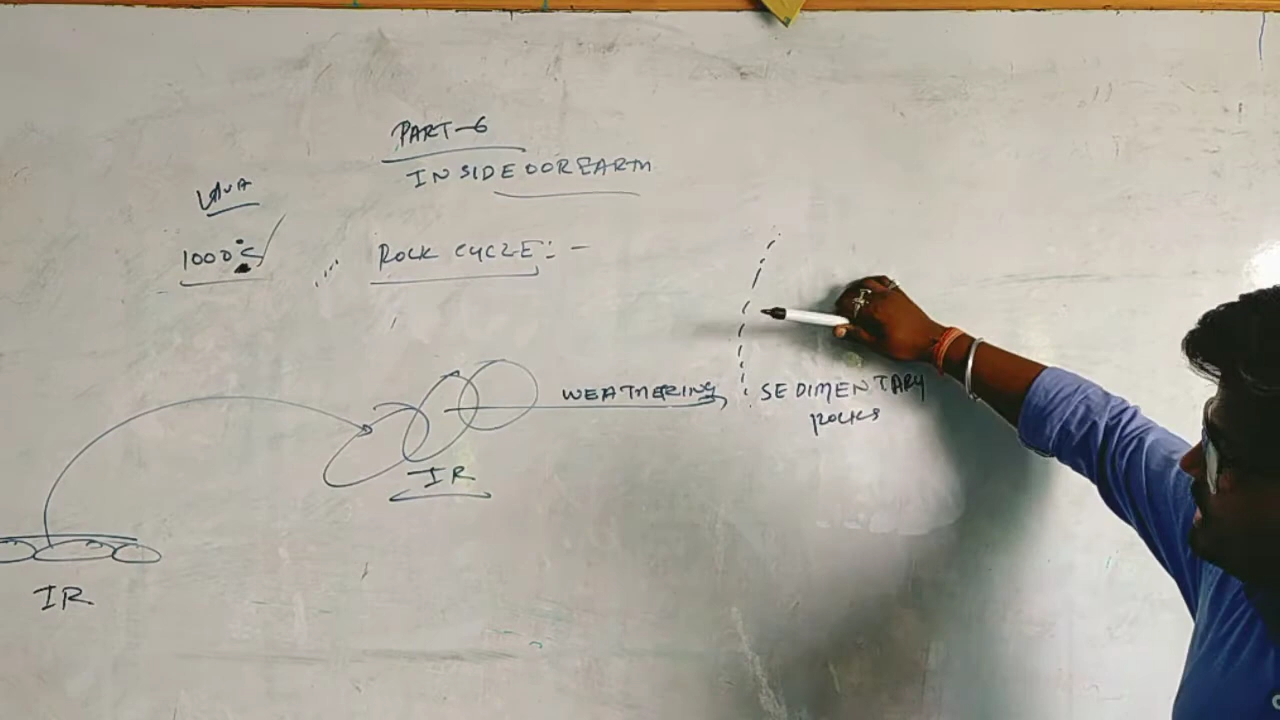 PART-6
INSIDE OOR EARTH
LAVA
1000°C
ROCK CYCLE:-
WEATHERING
SEDIMENTARY
ROCKS
IR
IR